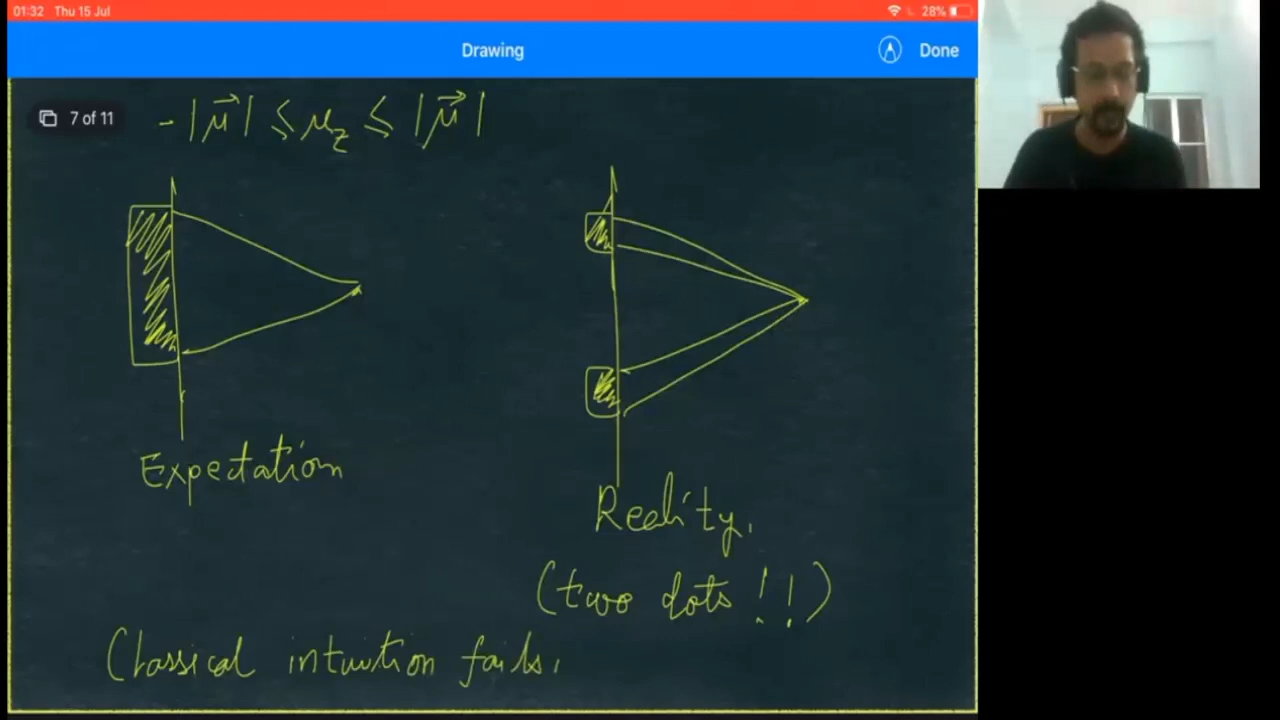 01:32 Thu 15 Jul 28%
Drawing Done
7 of 11
-|μ⃗| ≤ μz ≤ |μ⃗|
Expectation
Reality.
(two dots !!)
Classical intuition fails.